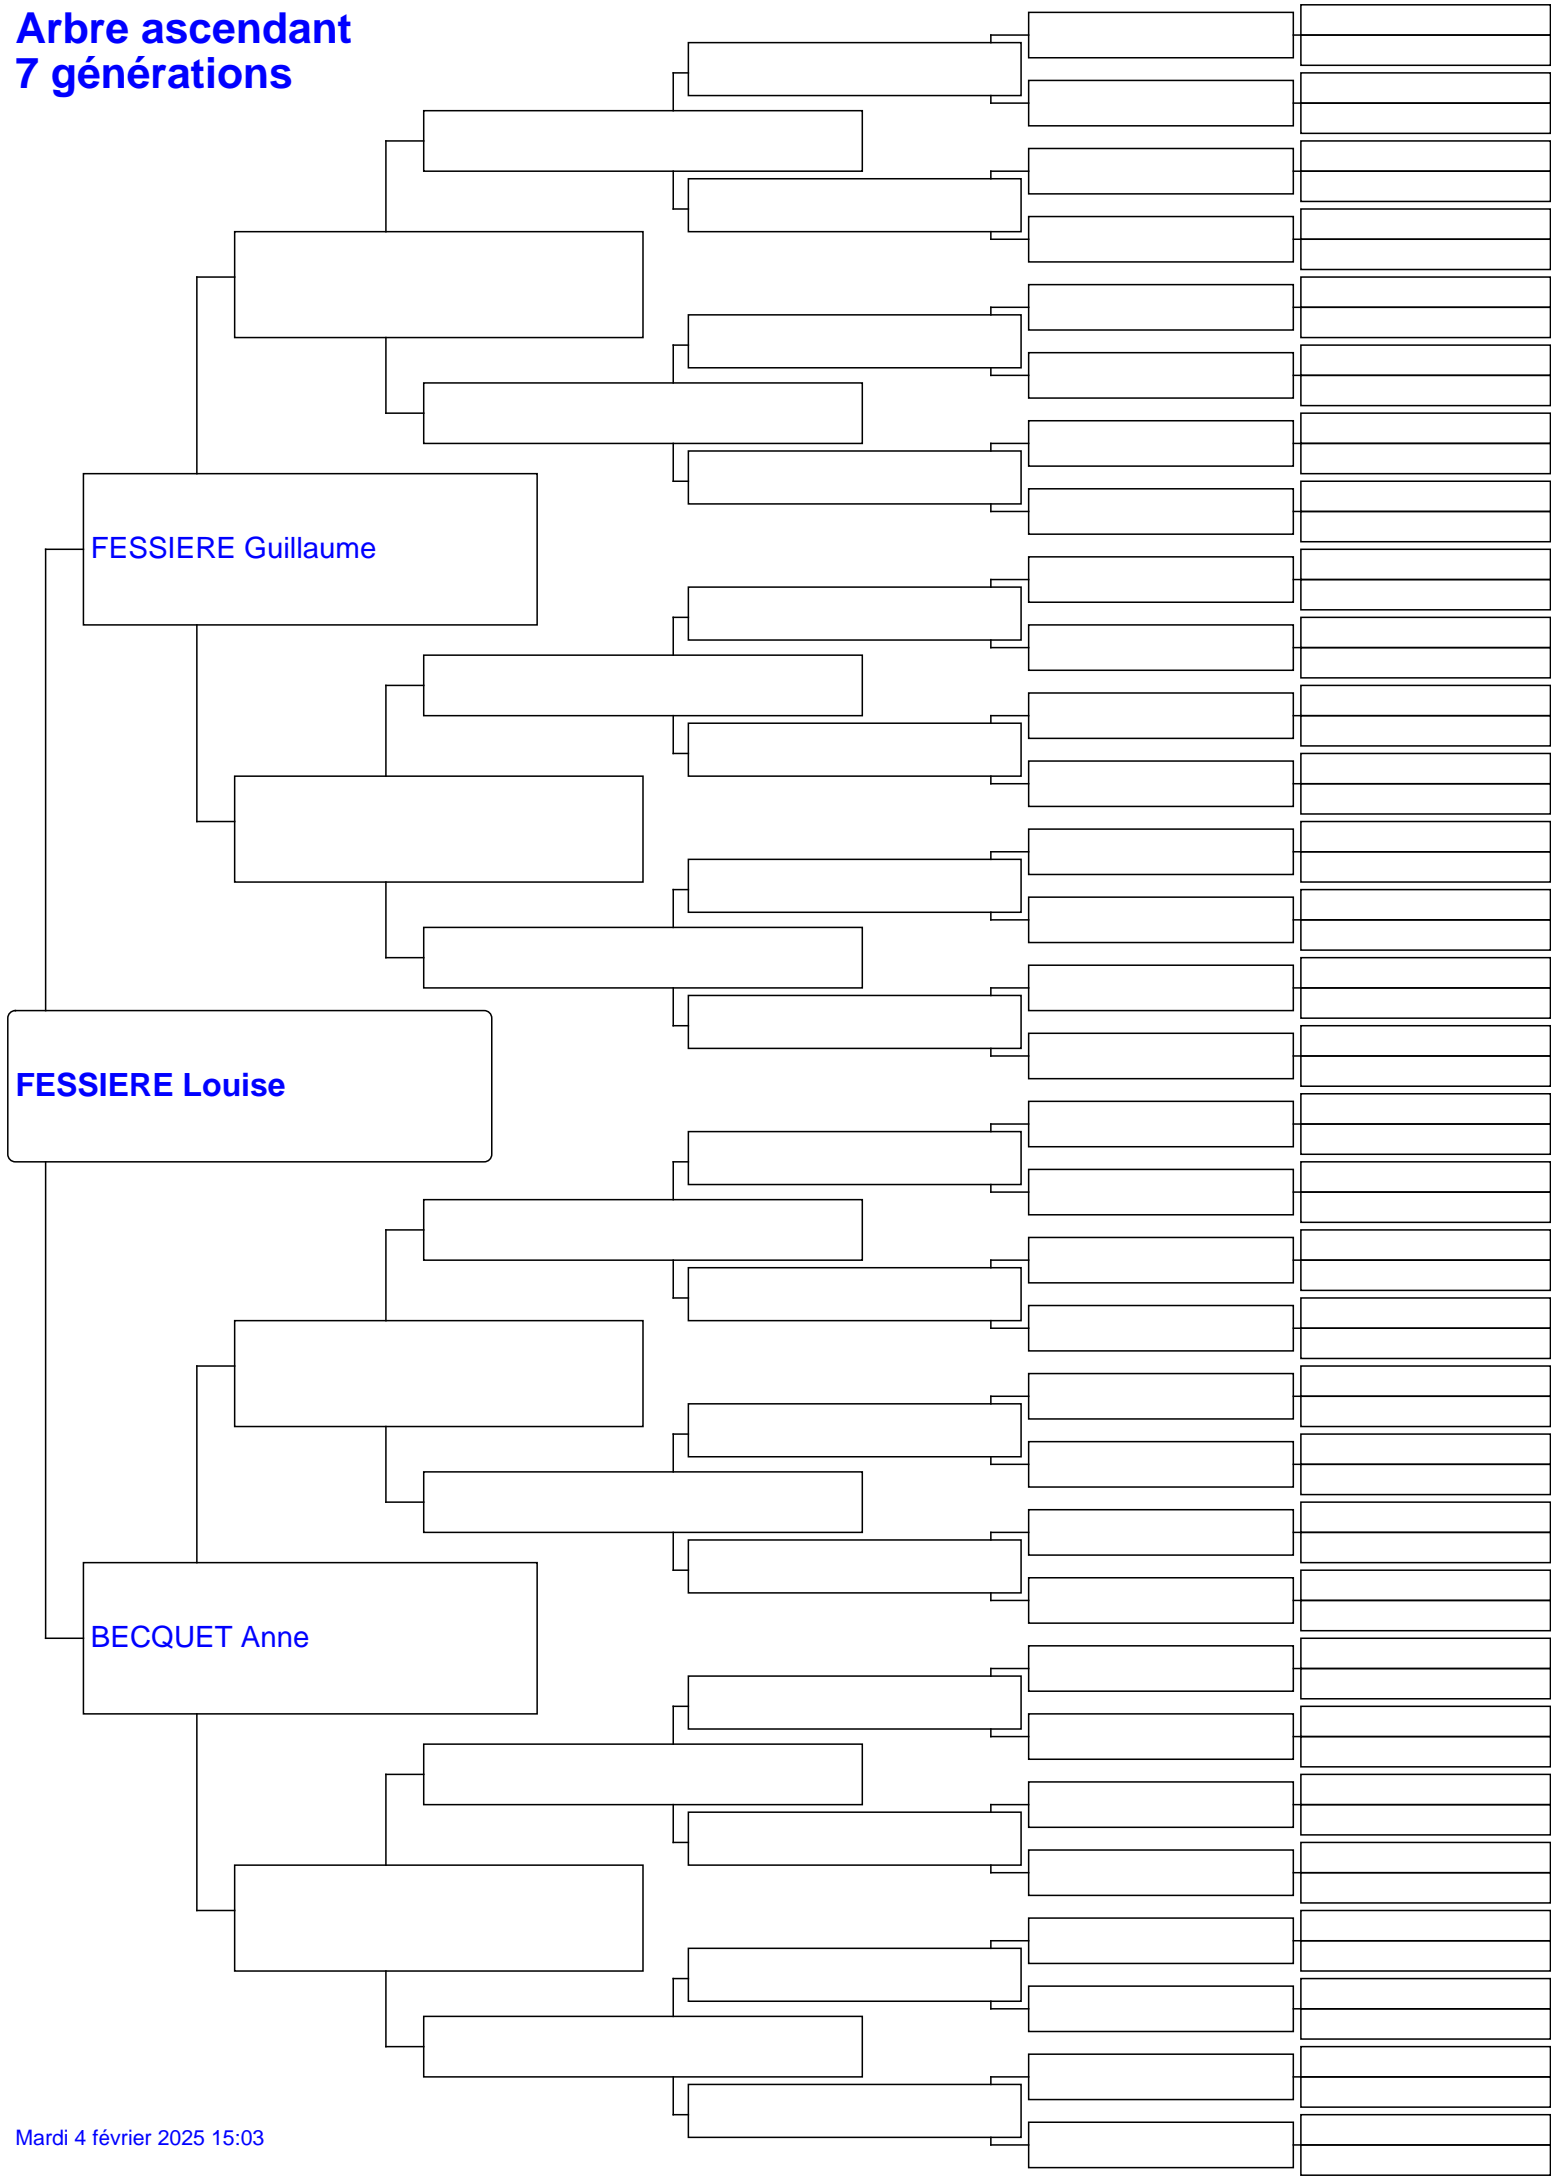 Arbre ascendant
7 générations
FESSIERE Guillaume
FESSIERE Louise
BECQUET Anne
Mardi 4 février 2025 15:03